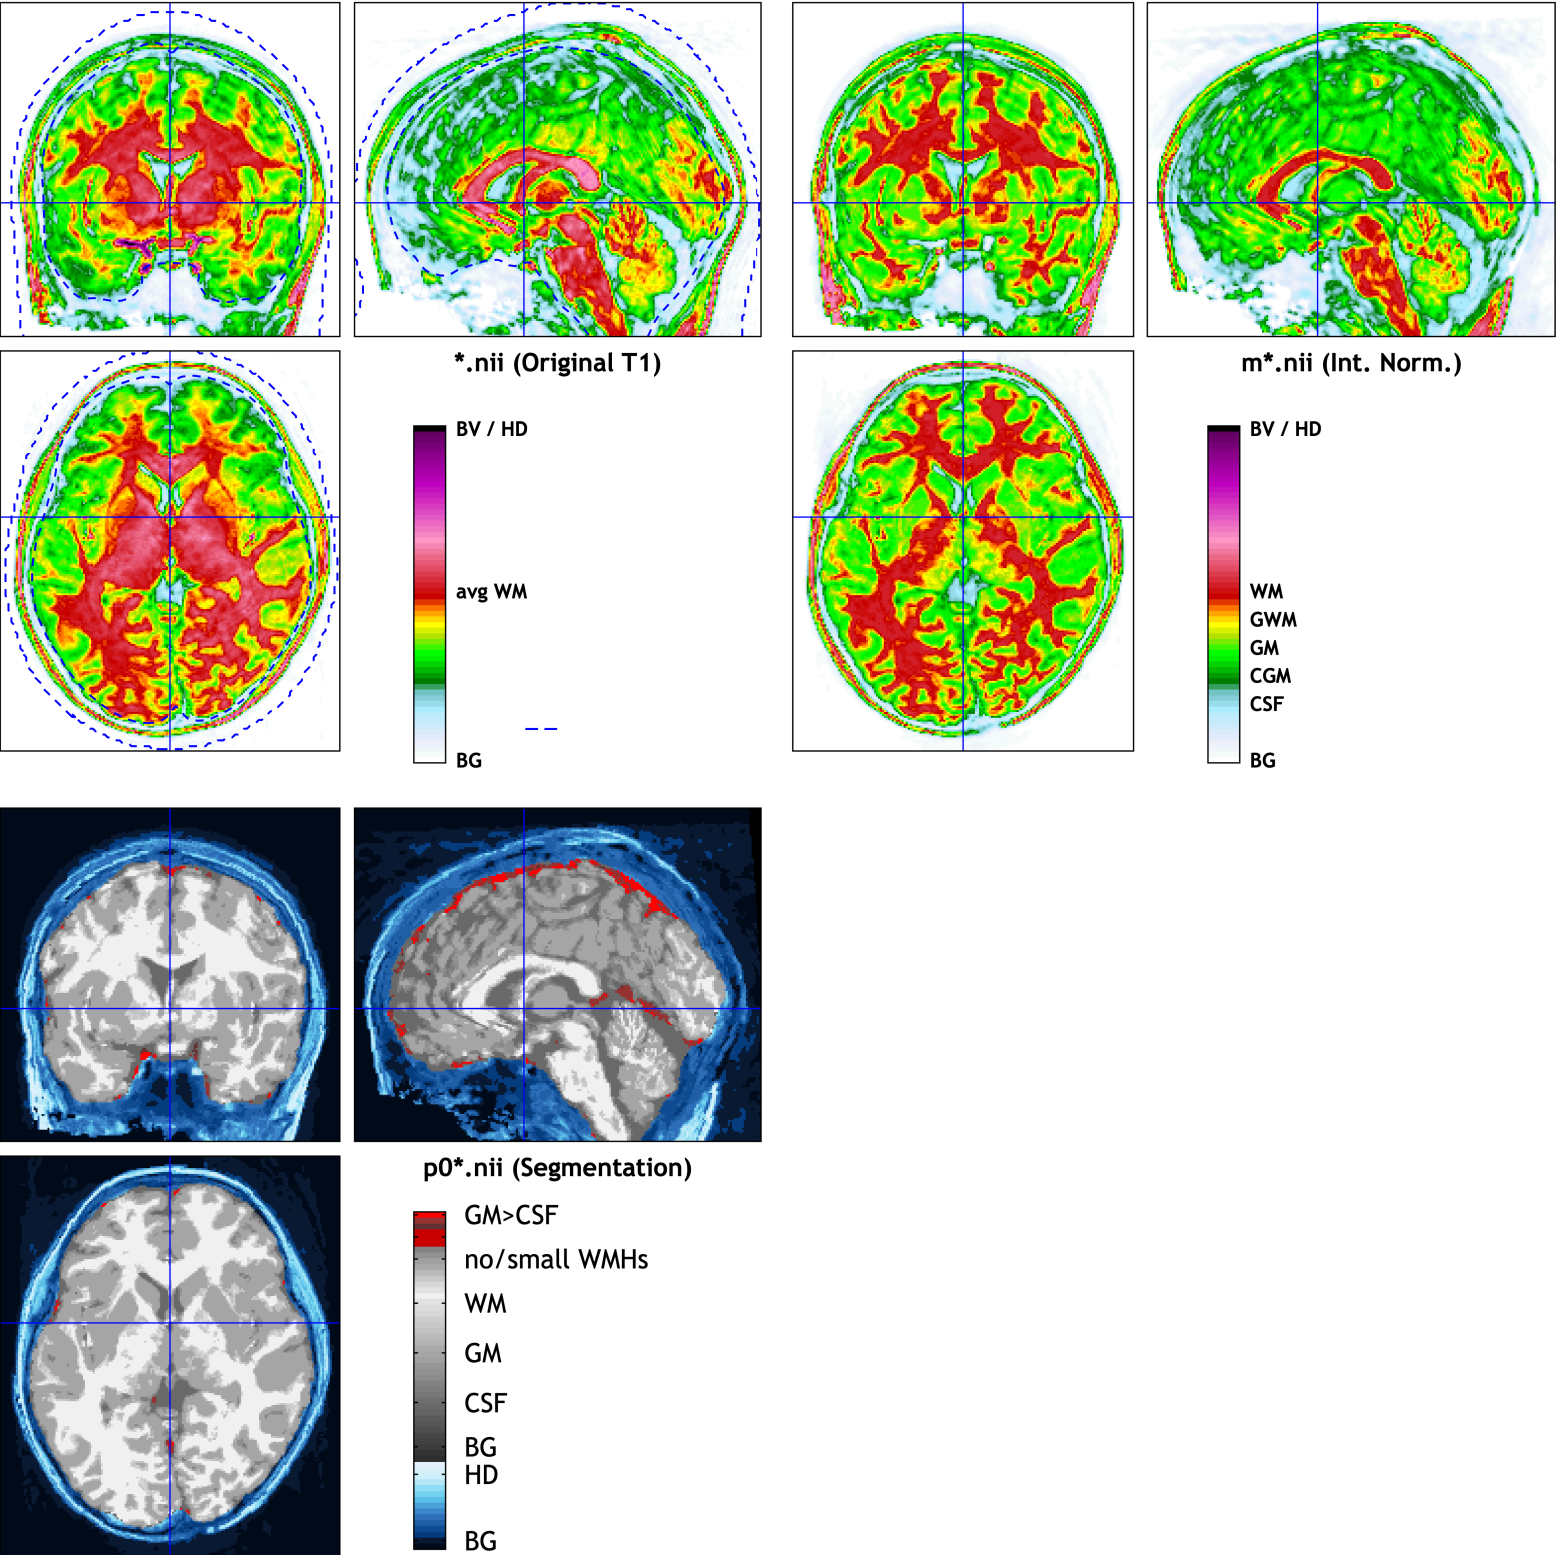 *.nii (Original T1)
BV / HD
avg WM
BG
m*.nii (Int. Norm.)
BV / HD
WM
GWM
GM
CGM
CSF
BG
p0*.nii (Segmentation)
GM>CSF
no/small WMHs
WM
GM
CSF
BG
HD
BG